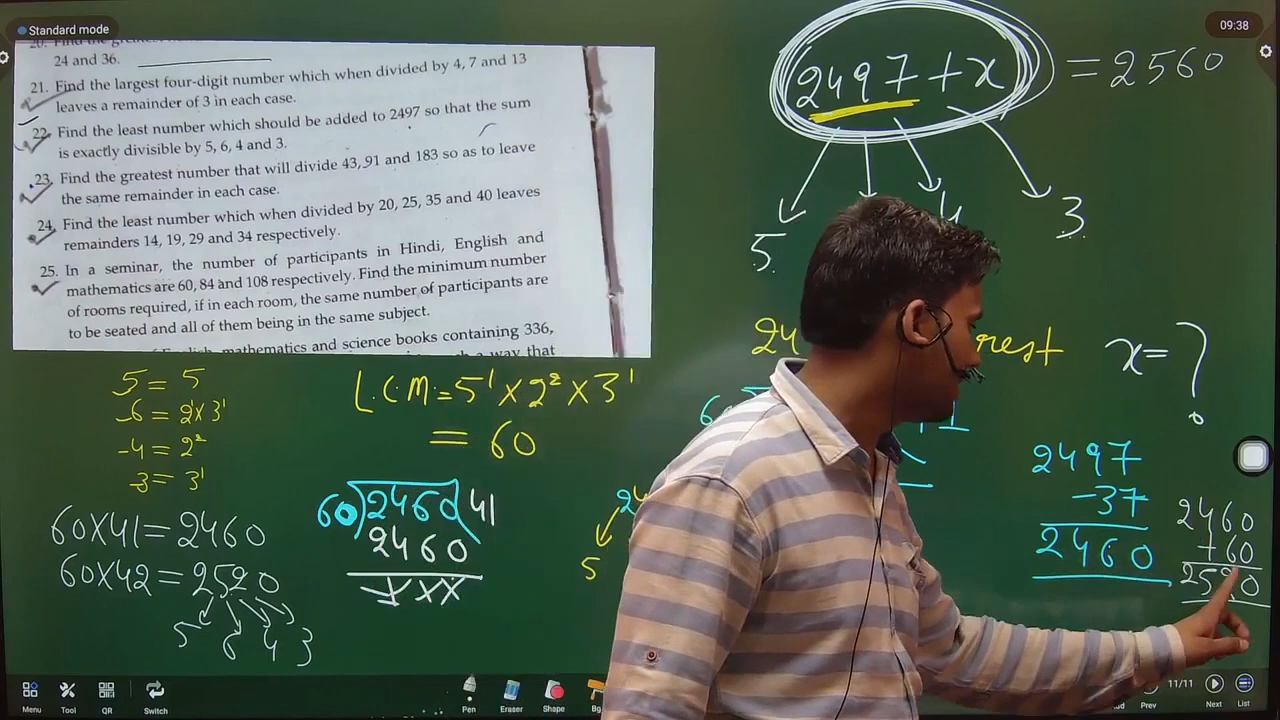 Standard mode
09:38
24 and 36.
21. Find the largest four-digit number which when divided by 4, 7 and 13
leaves a remainder of 3 in each case.
22. Find the least number which should be added to 2497 so that the sum
is exactly divisible by 5, 6, 4 and 3.
23. Find the greatest number that will divide 43, 91 and 183 so as to leave
the same remainder in each case.
24. Find the least number which when divided by 20, 25, 35 and 40 leaves
remainders 14, 19, 29 and 34 respectively.
25. In a seminar, the number of participants in Hindi, English and
mathematics are 60, 84 and 108 respectively. Find the minimum number
of rooms required, if in each room, the same number of participants are
to be seated and all of them being in the same subject.
mathematics and science books containing 336,
way that
2497 + x = 2560
5 4 3
x = ?
5 = 5
-6 = 2¹ × 3¹
-4 = 2²
-3 = 3¹
L.C.M. = 5¹ × 2² × 3¹
= 60
60 × 41 = 2460
60 × 42 = 2520
5 6 4 3
60 ) 2460 ( 41
2460
× × ×
5
2497
-37
2460
2460
+60
2520
Menu
Tool
QR
Switch
Pen
Eraser
Shape
11/11
Prev
Next
List